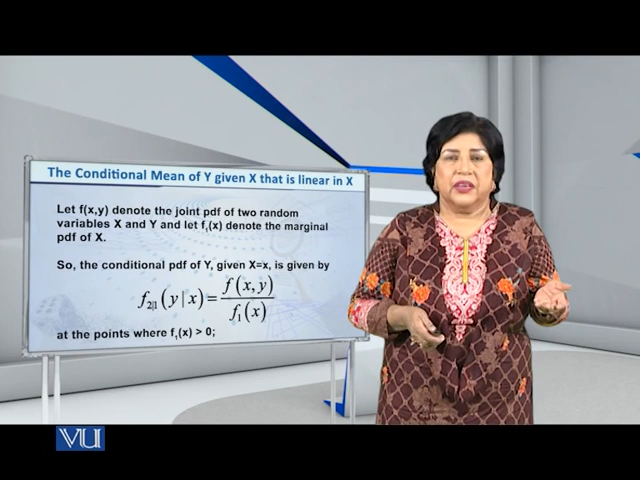 The Conditional Mean of Y given X that is linear in X
Let f(x,y) denote the joint pdf of two random
variables X and Y and let f₁(x) denote the marginal
pdf of X.
So, the conditional pdf of Y, given X=x, is given by
f₂|₁(y|x) = f(x,y) / f₁(x)
at the points where f₁(x) > 0;
VU